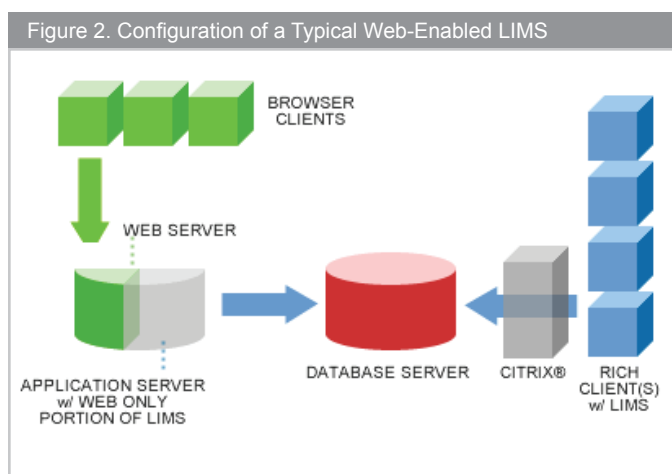 Figure 2. Configuration of a Typical Web-Enabled LIMS
BROWSER
CLIENTS
WEB SERVER
APPLICATION SERVER
w/ WEB ONLY
PORTION OF LIMS
DATABASE SERVER
CITRIX®
RICH
CLIENT(S)
w/ LIMS